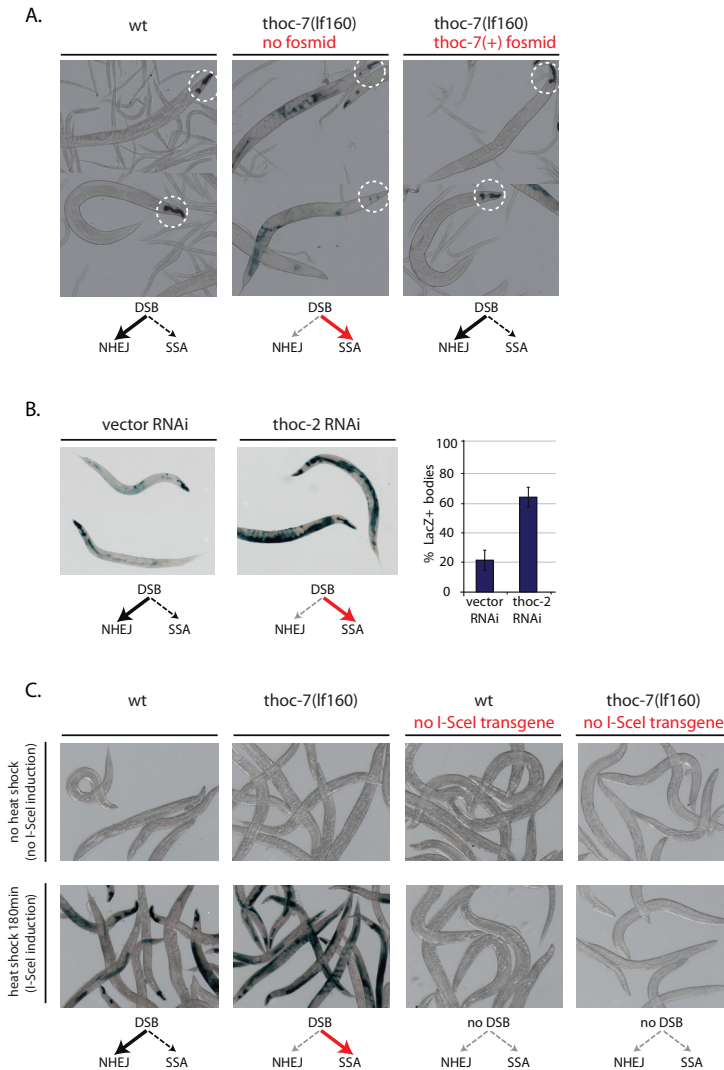 A.
wt
thoc-7(lf160)
no fosmid
thoc-7(lf160)
thoc-7(+) fosmid
DSB
NHEJ SSA
DSB
NHEJ SSA
DSB
NHEJ SSA
B.
vector RNAi
thoc-2 RNAi
DSB
NHEJ SSA
DSB
NHEJ SSA
% LacZ+ bodies
100
80
60
40
20
0
vector
RNAi
thoc-2
RNAi
C.
wt
thoc-7(lf160)
wt
no I-SceI transgene
thoc-7(lf160)
no I-SceI transgene
no heat shock
(no I-SceI induction)
heat shock 180min
(I-SceI induction)
DSB
NHEJ SSA
DSB
NHEJ SSA
no DSB
NHEJ SSA
no DSB
NHEJ SSA